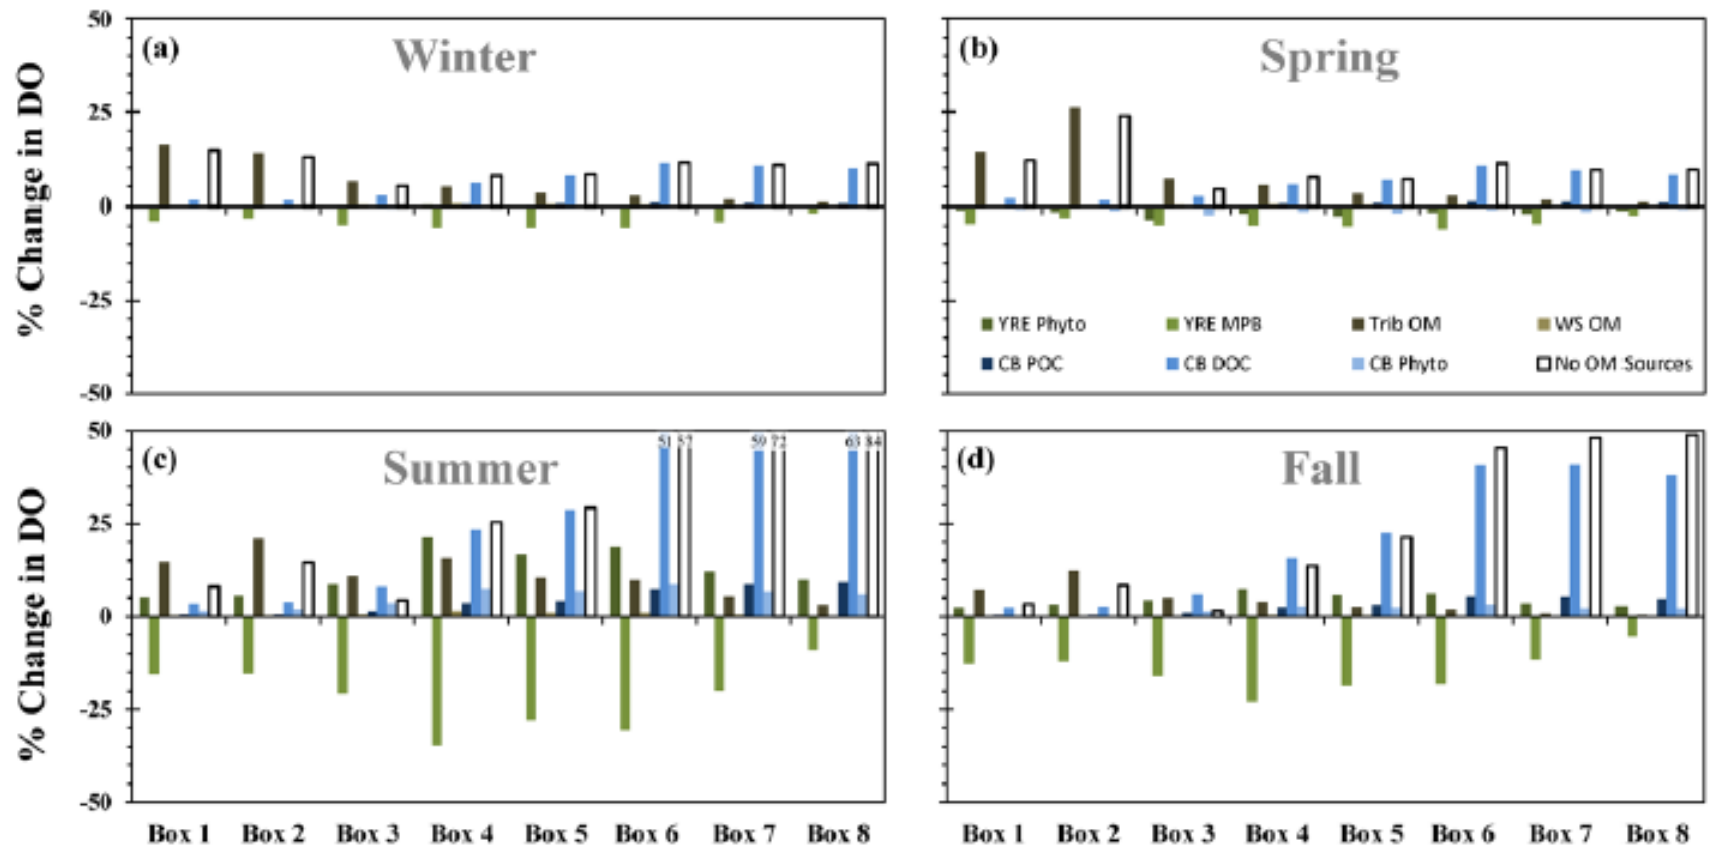 50
25
0
-25
-50
% Change in DO
(a)
Winter
(b)
Spring
YRE Phyto
YRE MPB
Trib OM
WS OM
CB POC
CB DOC
CB Phyto
No OM Sources
50
25
0
-25
-50
% Change in DO
(c)
Summer
51 57
59 72
63 84
(d)
Fall
Box 1 Box 2 Box 3 Box 4 Box 5 Box 6 Box 7 Box 8
Box 1 Box 2 Box 3 Box 4 Box 5 Box 6 Box 7 Box 8